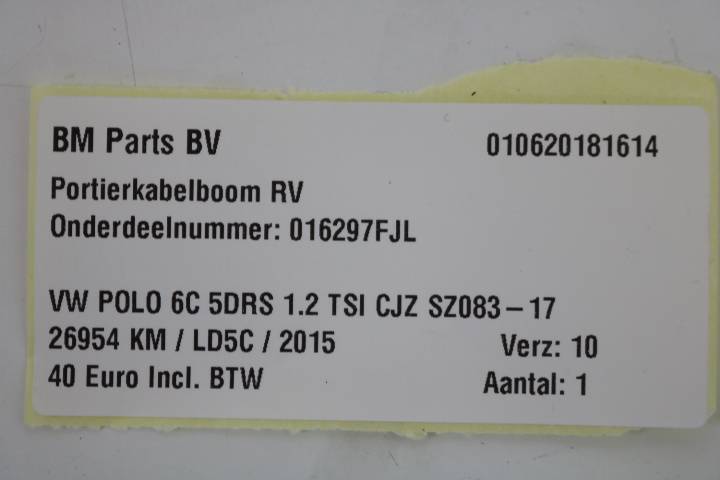 BM Parts BV 010620181614
Portierkabelboom RV
Onderdeelnummer: 016297FJL
VW POLO 6C 5DRS 1.2 TSI CJZ SZ083-17
26954 KM / LD5C / 2015 Verz: 10
40 Euro Incl. BTW Aantal: 1